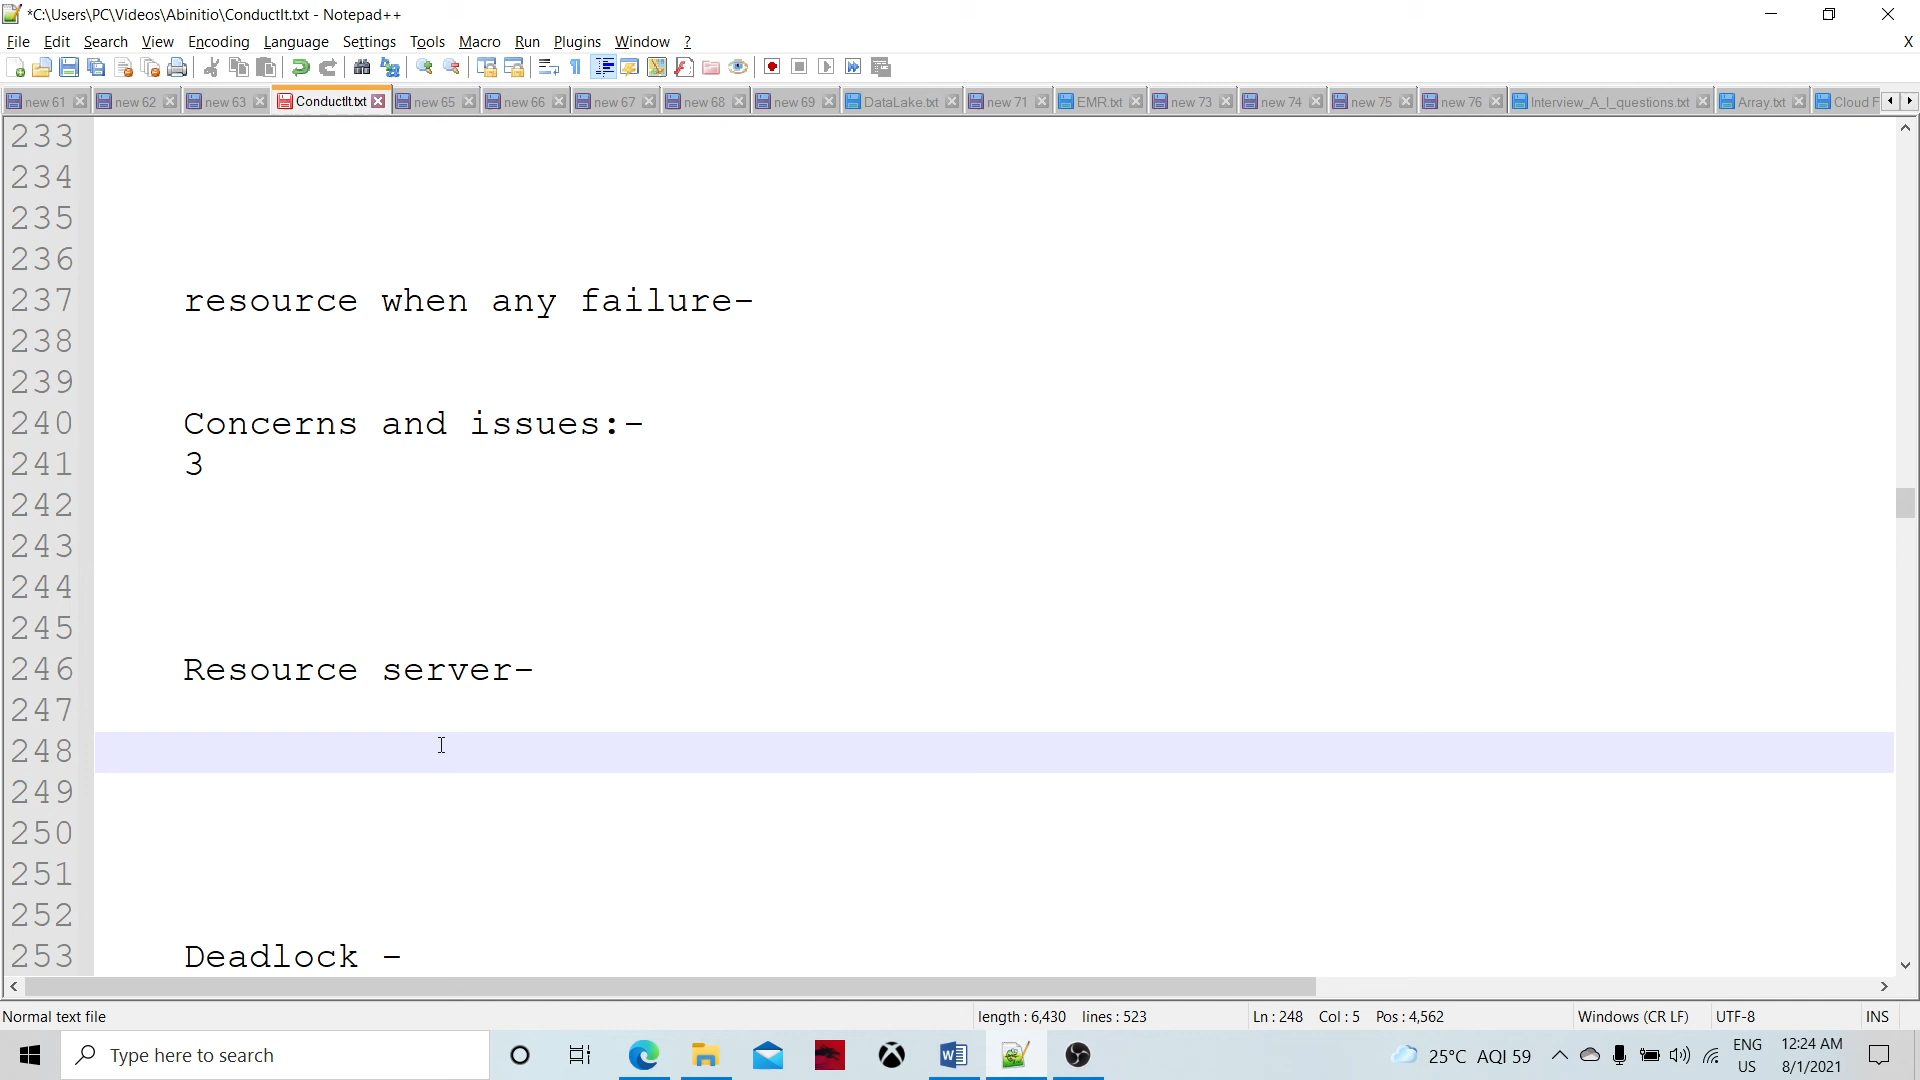 *C:\Users\PC\Videos\Abinitio\ConductIt.txt - Notepad++
File Edit Search View Encoding Language Settings Tools Macro Run Plugins Window ? X
new 61 new 62 new 63 ConductIt.txt new 65 new 66 new 67 new 68 new 69 DataLake.txt new 71 EMR.txt new 73 new 74 new 75 new 76 Interview_A_I_questions.txt Array.txt Cloud F
233
234
235
236
237 resource when any failure-
238
239
240 Concerns and issues:-
241 3
242
243
244
245
246 Resource server-
247
248
249
250
251
252
253 Deadlock -
Normal text file length : 6,430 lines : 523 Ln : 248 Col : 5 Pos : 4,562 Windows (CR LF) UTF-8 INS
Type here to search 25°C AQI 59 ENG US 12:24 AM 8/1/2021